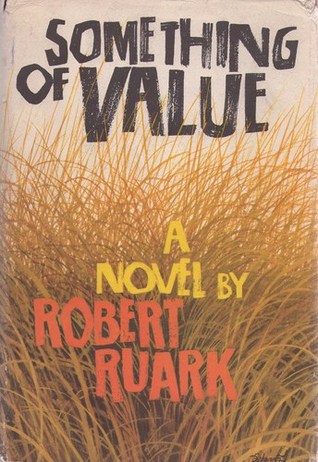 SOMETHING
OF VALUE
A
NOVEL BY
ROBERT
RUARK